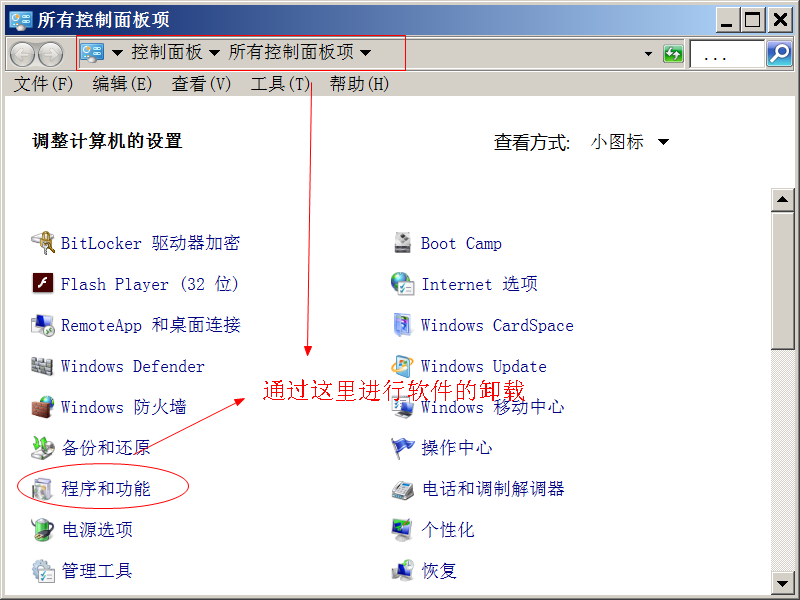 所有控制面板项
控制面板 所有控制面板项 ...
文件(F) 编辑(E) 查看(V) 工具(T) 帮助(H)
调整计算机的设置 查看方式: 小图标
BitLocker 驱动器加密 Boot Camp
Flash Player (32 位) Internet 选项
RemoteApp 和桌面连接 Windows CardSpace
Windows Defender Windows Update
通过这里进行软件的卸载
Windows 防火墙 Windows 移动中心
备份和还原 操作中心
程序和功能 电话和调制解调器
电源选项 个性化
管理工具 恢复